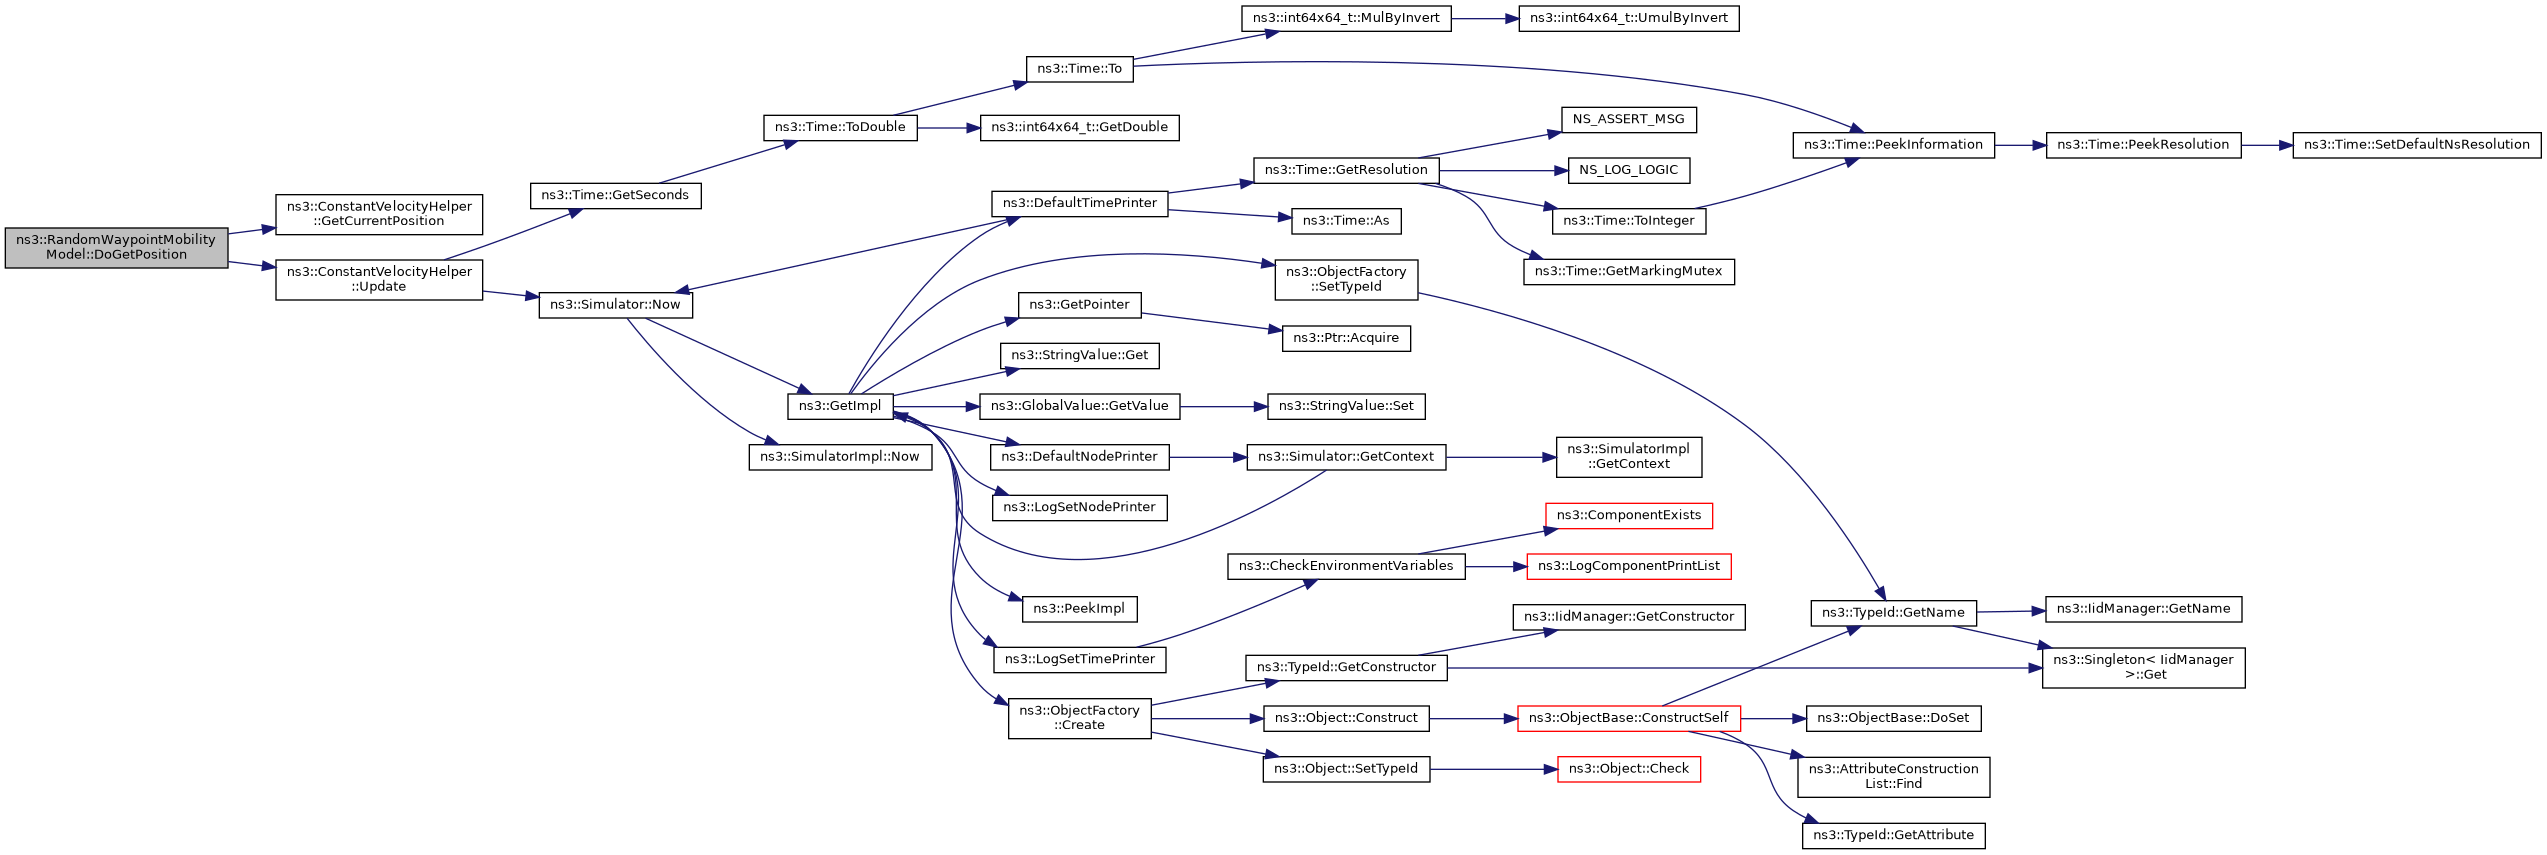 ns3::RandomWaypointMobility
Model::DoGetPosition
ns3::ConstantVelocityHelper
::GetCurrentPosition
ns3::ConstantVelocityHelper
::Update
ns3::Time::GetSeconds
ns3::Simulator::Now
ns3::Time::ToDouble
ns3::GetImpl
ns3::SimulatorImpl::Now
ns3::Time::To
ns3::int64x64_t::GetDouble
ns3::DefaultTimePrinter
ns3::GetPointer
ns3::StringValue::Get
ns3::GlobalValue::GetValue
ns3::DefaultNodePrinter
ns3::LogSetNodePrinter
ns3::PeekImpl
ns3::LogSetTimePrinter
ns3::ObjectFactory
::Create
ns3::int64x64_t::MulByInvert
ns3::Time::GetResolution
ns3::Time::As
ns3::ObjectFactory
::SetTypeId
ns3::Ptr::Acquire
ns3::StringValue::Set
ns3::Simulator::GetContext
ns3::CheckEnvironmentVariables
ns3::TypeId::GetConstructor
ns3::Object::Construct
ns3::Object::SetTypeId
ns3::int64x64_t::UmulByInvert
NS_ASSERT_MSG
NS_LOG_LOGIC
ns3::Time::ToInteger
ns3::Time::GetMarkingMutex
ns3::SimulatorImpl
::GetContext
ns3::ComponentExists
ns3::LogComponentPrintList
ns3::IidManager::GetConstructor
ns3::ObjectBase::ConstructSelf
ns3::Object::Check
ns3::Time::PeekInformation
ns3::TypeId::GetName
ns3::ObjectBase::DoSet
ns3::AttributeConstruction
List::Find
ns3::TypeId::GetAttribute
ns3::Time::PeekResolution
ns3::IidManager::GetName
ns3::Singleton< IidManager
>::Get
ns3::Time::SetDefaultNsResolution